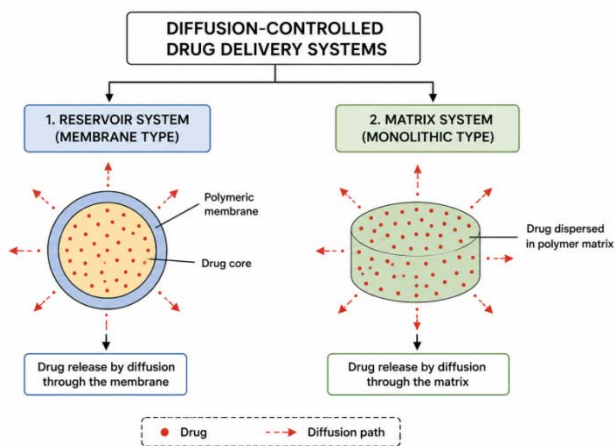 DIFFUSION-CONTROLLED
DRUG DELIVERY SYSTEMS
1. RESERVOIR SYSTEM
(MEMBRANE TYPE)
Polymeric
membrane
Drug core
Drug release by diffusion
through the membrane
2. MATRIX SYSTEM
(MONOLITHIC TYPE)
Drug dispersed
in polymer matrix
Drug release by diffusion
through the matrix
Drug
Diffusion path